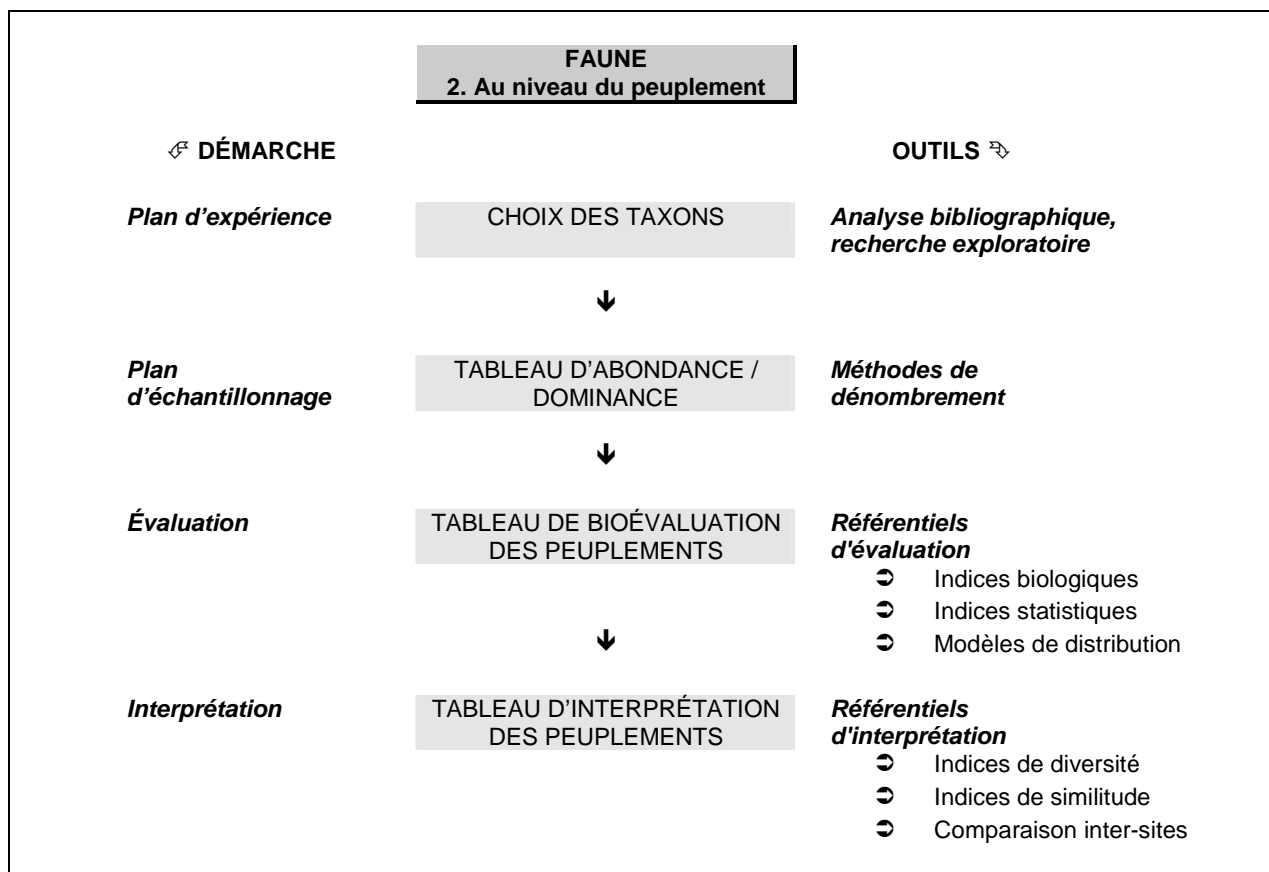 FAUNE
2. Au niveau du peuplement
DÉMARCHE
OUTILS
Plan d’expérience
CHOIX DES TAXONS
Analyse bibliographique,
recherche exploratoire
Plan
d’échantillonnage
TABLEAU D’ABONDANCE /
DOMINANCE
Méthodes de
dénombrement
Évaluation
TABLEAU DE BIOÉVALUATION
DES PEUPLEMENTS
Référentiels
d'évaluation
Indices biologiques
Indices statistiques
Modèles de distribution
Interprétation
TABLEAU D’INTERPRÉTATION
DES PEUPLEMENTS
Référentiels
d'interprétation
Indices de diversité
Indices de similitude
Comparaison inter-sites